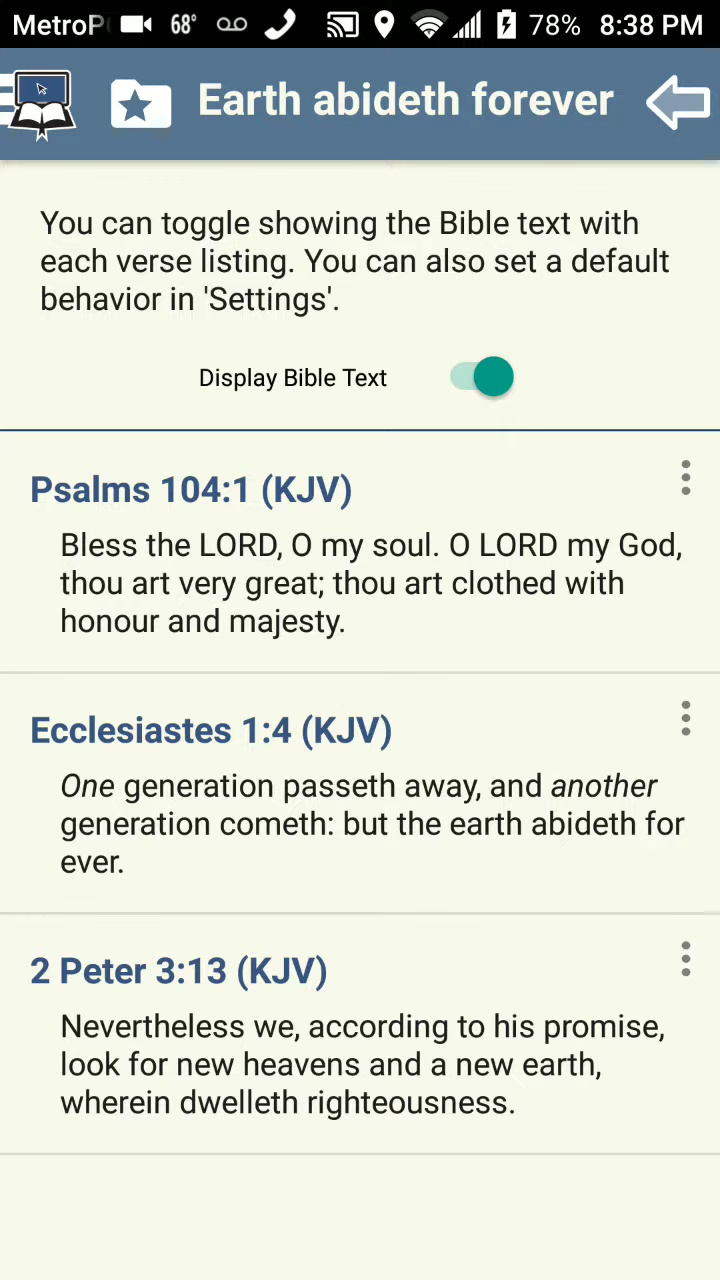 MetroP 68° 78% 8:38 PM
Earth abideth forever
You can toggle showing the Bible text with
each verse listing. You can also set a default
behavior in 'Settings'.
Display Bible Text
Psalms 104:1 (KJV)
Bless the LORD, O my soul. O LORD my God,
thou art very great; thou art clothed with
honour and majesty.
Ecclesiastes 1:4 (KJV)
One generation passeth away, and another
generation cometh: but the earth abideth for
ever.
2 Peter 3:13 (KJV)
Nevertheless we, according to his promise,
look for new heavens and a new earth,
wherein dwelleth righteousness.